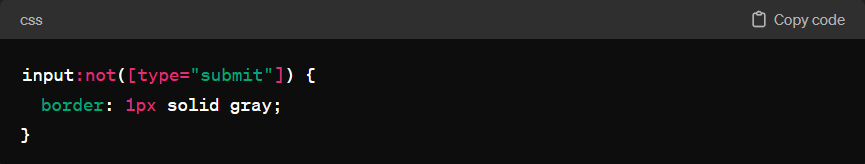 css
Copy code
input:not([type="submit"]) {
  border: 1px solid gray;
}